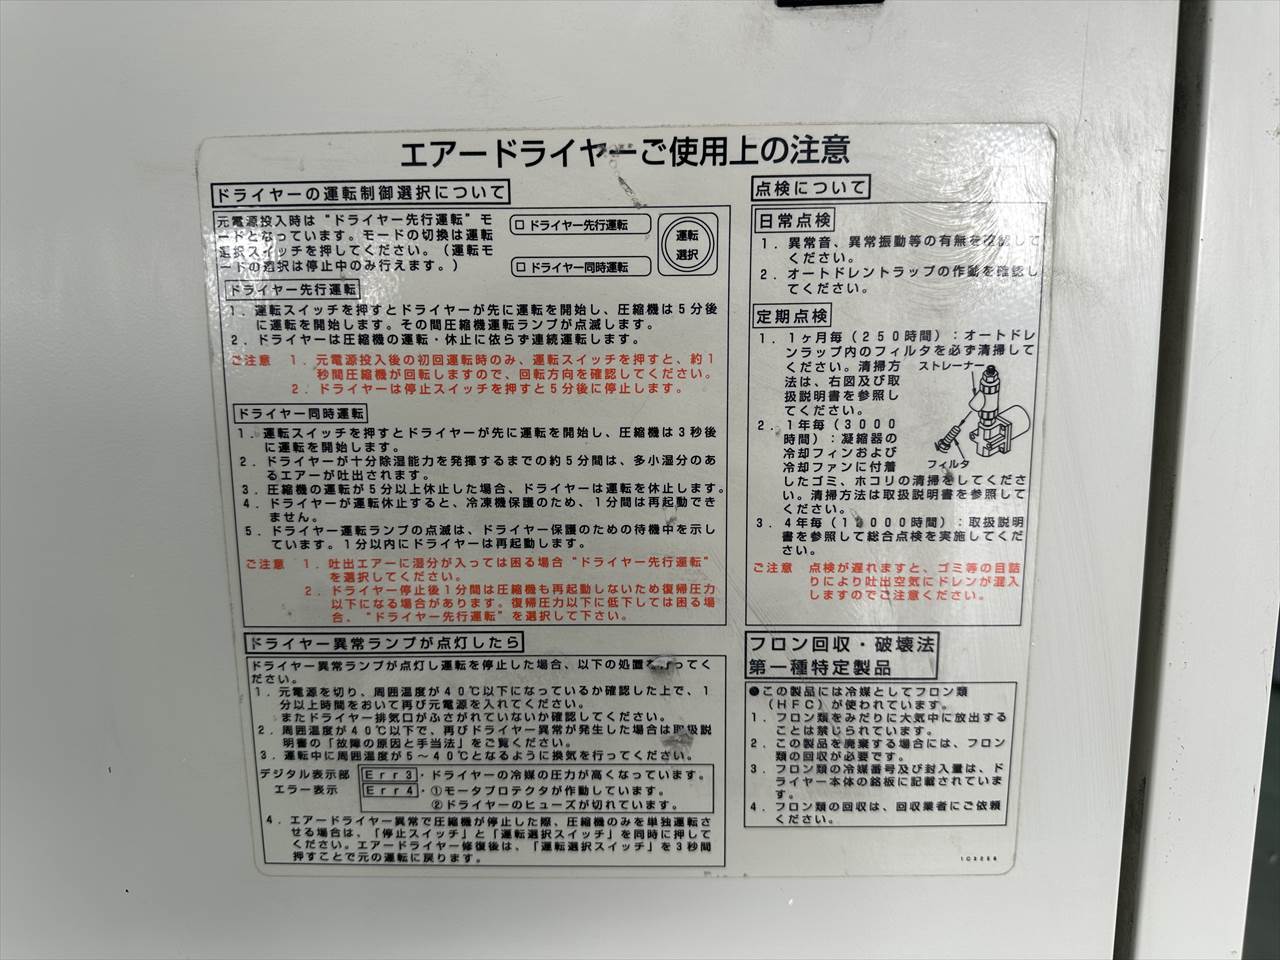 エアードライヤーご使用上の注意
ドライヤーの運転制御選択について
元電源投入時は“ドライヤー先行運転”モ
ードとなっています。モードの切換は運転
選択スイッチを押してください。（運転モ
ードの選択は停止中のみ行えます。）
□ ドライヤー先行運転
□ ドライヤー同時運転
運転
選択
ドライヤー先行運転
1．運転スイッチを押すとドライヤーが先に運転を開始し、圧縮機は5分後
に運転を開始します。その間圧縮機運転ランプが点滅します。
2．ドライヤーは圧縮機の運転・休止に依らず連続運転します。
ご注意 1．元電源投入後の初回運転時のみ、運転スイッチを押すと、約1
秒間圧縮機が回転しますので、回転方向を確認してください。
2．ドライヤーは停止スイッチを押すと5分後に停止します。
ドライヤー同時運転
1．運転スイッチを押すとドライヤーが先に運転を開始し、圧縮機は3秒後
に運転を開始します。
2．ドライヤーが十分除湿能力を発揮するまでの約5分間は、多小湿分のあ
るエアーが吐出されます。
3．圧縮機の運転が5分以上休止した場合、ドライヤーは運転を休止します。
4．ドライヤーが運転休止すると、冷凍機保護のため、1分間は再起動でき
ません。
5．ドライヤー運転ランプの点滅は、ドライヤー保護のための待機中を示し
ています。1分以内にドライヤーは再起動します。
ご注意 1．吐出エアーに湿分が入っては困る場合“ドライヤー先行運転”
を選択してください。
2．ドライヤー停止後1分間は圧縮機も再起動しないため復帰圧力
以下になる場合があります。復帰圧力以下に低下しては困る場
合、“ドライヤー先行運転”を選択して下さい。
ドライヤー異常ランプが点灯したら
ドライヤー異常ランプが点灯し運転を停止した場合、以下の処置を行ってく
ださい。
1．元電源を切り、周囲温度が40℃以下になっているか確認した上で、1
分以上時間をおいて再び元電源を入れてください。
またドライヤー排気口がふさがれていないか確認してください。
2．周囲温度が40℃以下で、再びドライヤー異常が発生した場合は取扱説
明書の「故障の原因と手当法」をご覧ください。
3．運転中に周囲温度が5～40℃となるように換気を行ってください。
デジタル表示部 Err3・ドライヤーの冷媒の圧力が高くなっています。
エラー表示 Err4・①モータプロテクタが作動しています。
②ドライヤーのヒューズが切れています。
4．エアードライヤー異常で圧縮機が停止した際、圧縮機のみを単独運転さ
せる場合は、「停止スイッチ」と「運転選択スイッチ」を同時に押して
ください。エアードライヤー修復後は、「運転選択スイッチ」を3秒間
押すことで元の運転に戻ります。
点検について
日常点検
1．異常音、異常振動等の有無を確認して
ください。
2．オートドレントラップの作動を確認し
てください。
定期点検
1．1ヶ月毎（250時間）：オートドレ
ンラップ内のフィルタを必ず清掃して
ください。清掃方
法は、右図及び取
扱説明書を参照し
てください。
ストレーナー
フィルタ
2．1年毎（3000
時間）：凝縮器の
冷却フィンおよび
冷却ファンに付着
したゴミ、ホコリの清掃をしてくださ
い。清掃方法は取扱説明書を参照して
ください。
3．4年毎（12000時間）：取扱説明
書を参照して総合点検を実施してくだ
さい。
ご注意 点検が遅れますと、ゴミ等の目詰
りにより吐出空気にドレンが混入
しますのでご注意ください。
フロン回収・破壊法
第一種特定製品
●この製品には冷媒としてフロン類
（HFC）が使われています。
1．フロン類をみだりに大気中に放出する
ことは禁じられています。
2．この製品を廃棄する場合には、フロン
類の回収が必要です。
3．フロン類の冷媒番号及び封入量は、ド
ライヤー本体の銘板に記載されていま
す。
4．フロン類の回収は、回収業者にご依頼
ください。